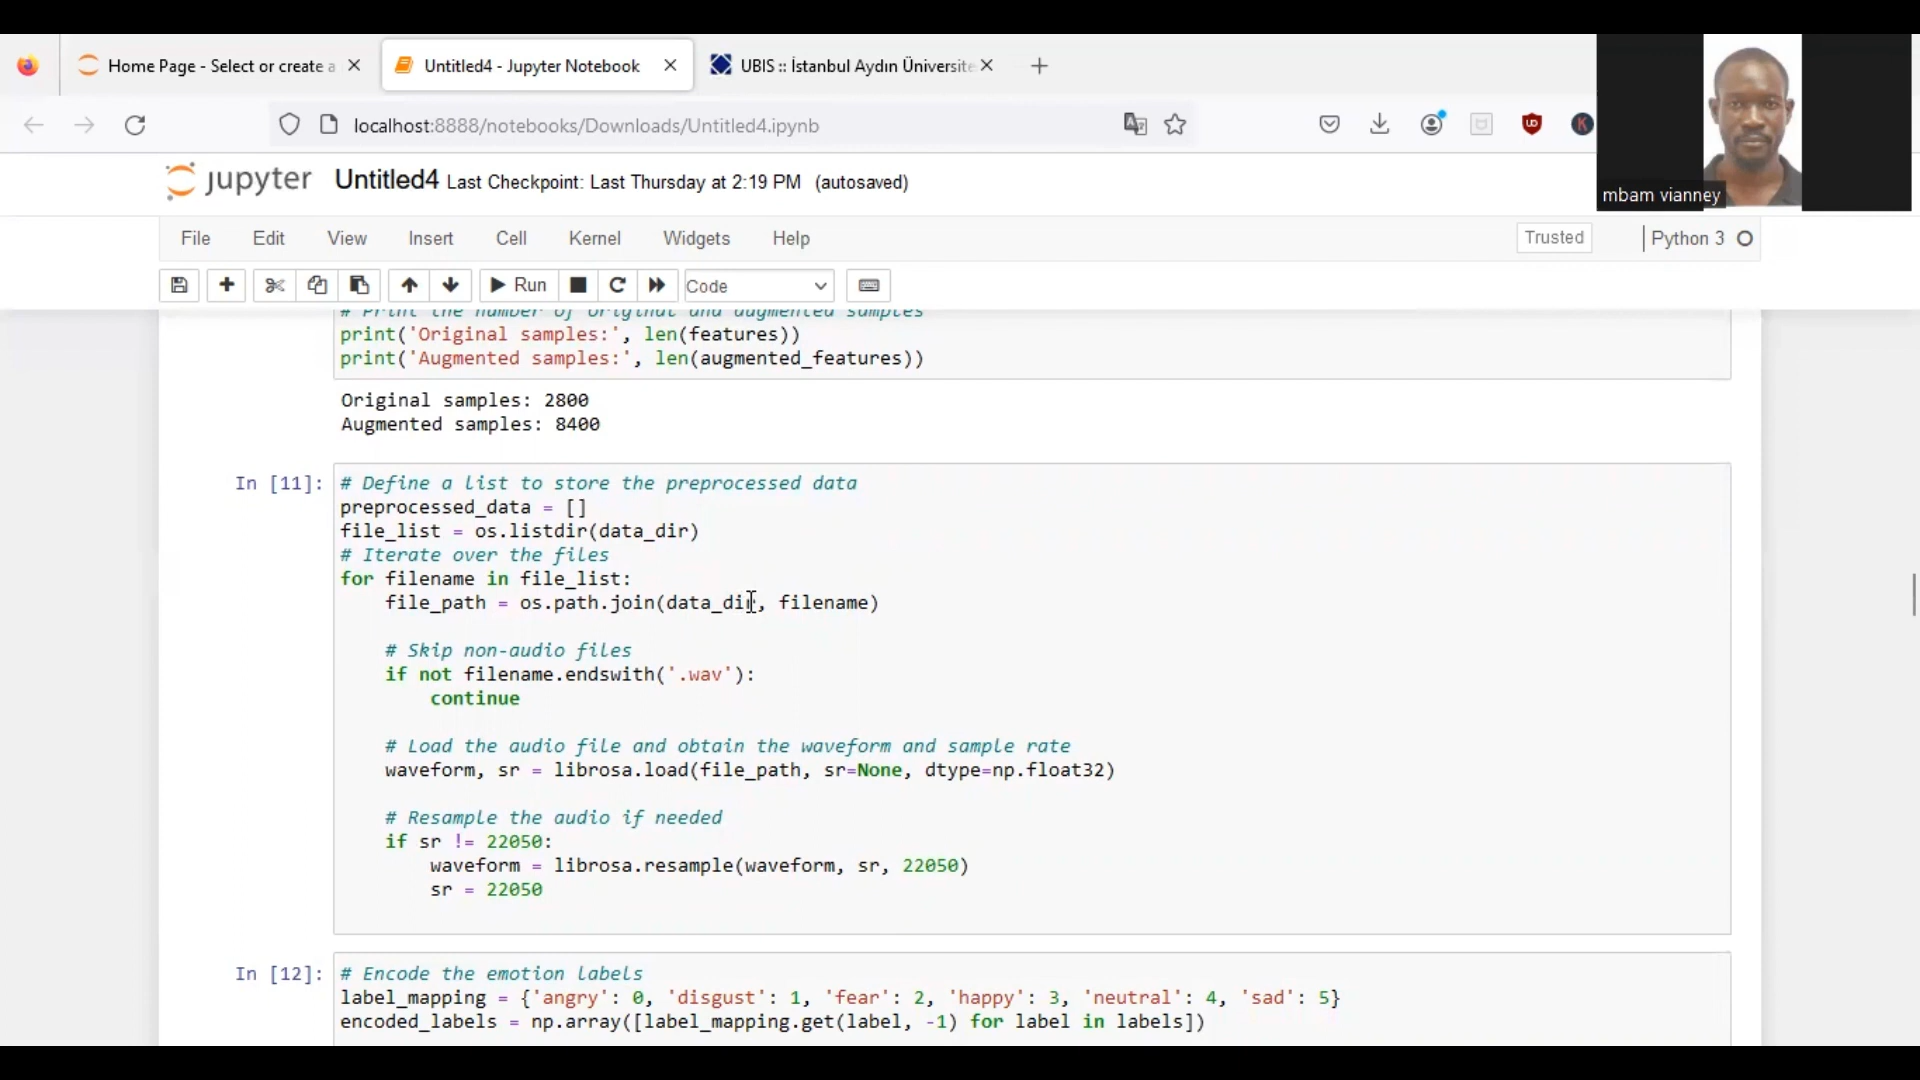 Home Page - Select or create a
Untitled4 - Jupyter Notebook
UBIS :: İstanbul Aydın Üniversite
localhost:8888/notebooks/Downloads/Untitled4.ipynb
mbam vianney
jupyter Untitled4 Last Checkpoint: Last Thursday at 2:19 PM (autosaved)
File Edit View Insert Cell Kernel Widgets Help Trusted Python 3
Run Code
# Print the number of original and augmented samples
print('Original samples:', len(features))
print('Augmented samples:', len(augmented_features))
Original samples: 2800
Augmented samples: 8400
In [11]: # Define a list to store the preprocessed data
preprocessed_data = []
file_list = os.listdir(data_dir)
# Iterate over the files
for filename in file_list:
    file_path = os.path.join(data_dir, filename)
    # Skip non-audio files
    if not filename.endswith('.wav'):
        continue
    # Load the audio file and obtain the waveform and sample rate
    waveform, sr = librosa.load(file_path, sr=None, dtype=np.float32)
    # Resample the audio if needed
    if sr != 22050:
        waveform = librosa.resample(waveform, sr, 22050)
        sr = 22050
In [12]: # Encode the emotion labels
label_mapping = {'angry': 0, 'disgust': 1, 'fear': 2, 'happy': 3, 'neutral': 4, 'sad': 5}
encoded_labels = np.array([label_mapping.get(label, -1) for label in labels])